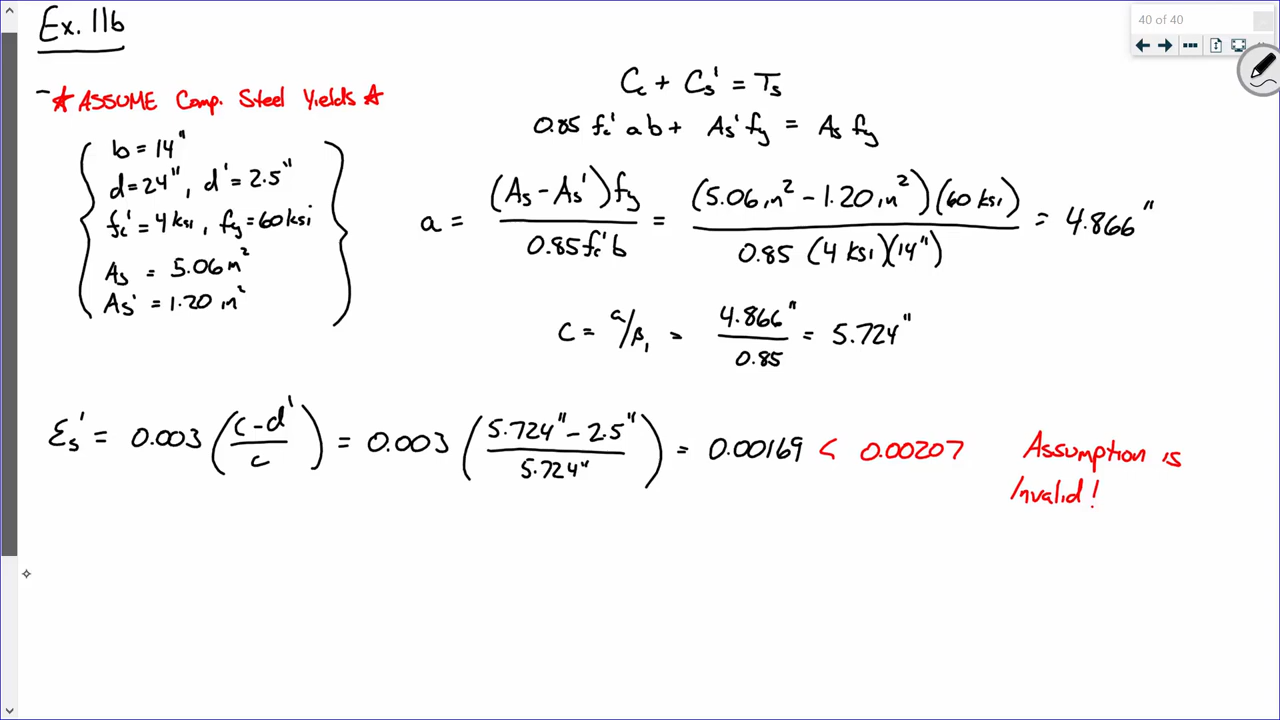 40 of 40
Ex. 11b
★ ASSUME Comp. Steel Yields ★
b = 14"
d = 24", d' = 2.5"
fc' = 4 ksi, fy = 60 ksi
As = 5.06 in²
As' = 1.20 in²
Cc + Cs' = Ts
0.85 fc' a b + As' fy = As fy
a = (As - As')fy / 0.85fc' b = (5.06 in² - 1.20 in²)(60 ksi) / 0.85 (4 ksi)(14") = 4.866"
c = a/β₁ = 4.866" / 0.85 = 5.724"
εs' = 0.003 (c - d' / c) = 0.003 (5.724" - 2.5" / 5.724") = 0.00169 < 0.00207 Assumption is
Invalid!